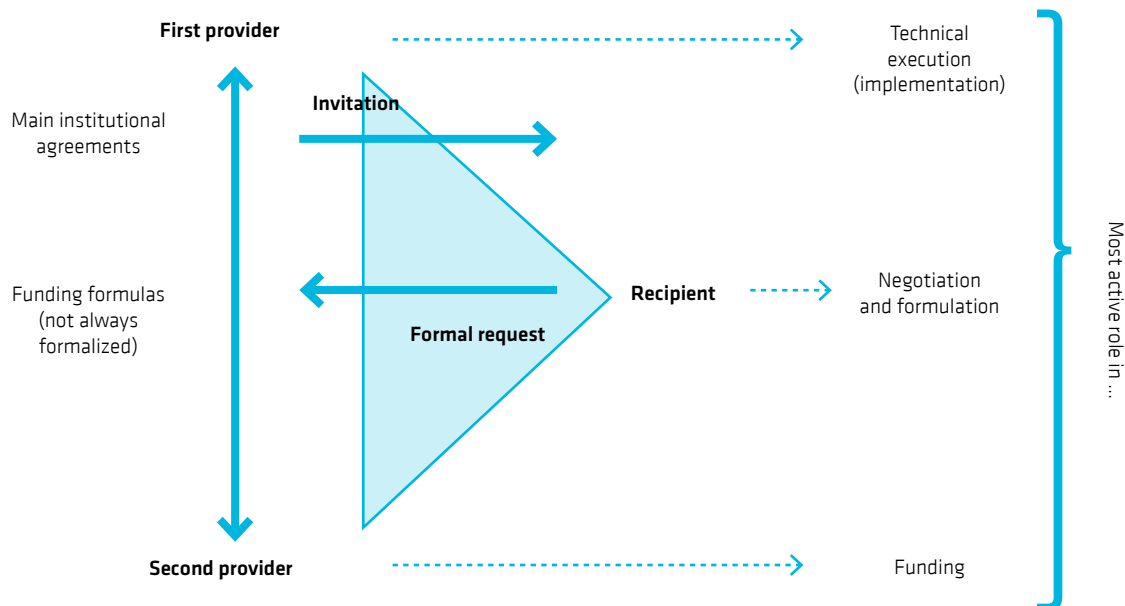 First provider
Technical
execution
(implementation)
Invitation
Main institutional
agreements
Most active role in ...
Funding formulas
(not always
formalized)
Recipient
Negotiation
and formulation
Formal request
Second provider
Funding